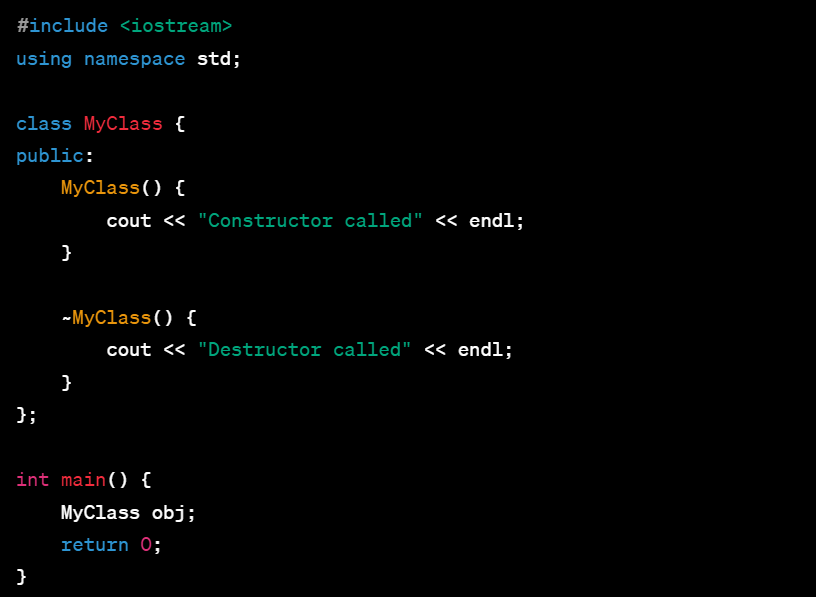 #include <iostream>
using namespace std;

class MyClass {
public:
    MyClass() {
        cout << "Constructor called" << endl;
    }

    ~MyClass() {
        cout << "Destructor called" << endl;
    }
};

int main() {
    MyClass obj;
    return 0;
}